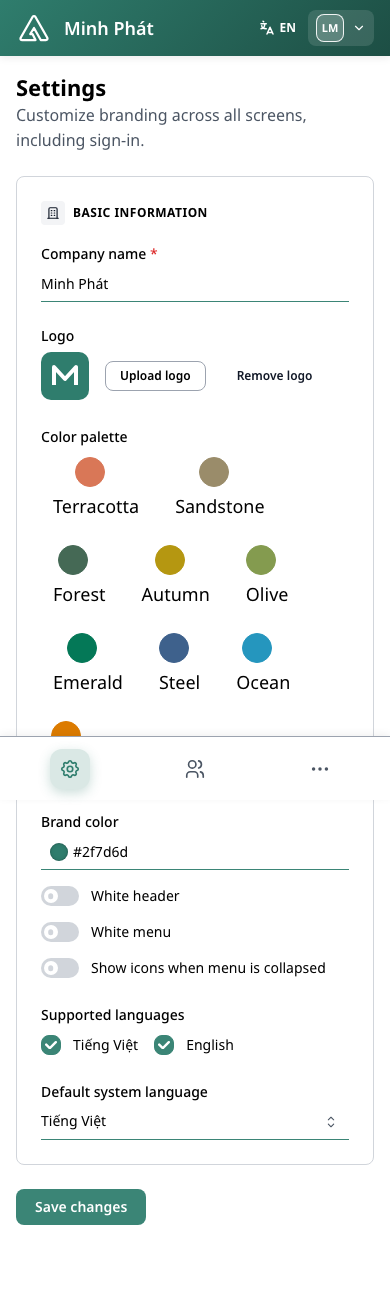 Minh Phát
EN
LM
Settings
Customize branding across all screens,
including sign-in.
BASIC INFORMATION
Company name *
Minh Phát
Logo
Upload logo
Remove logo
Color palette
Terracotta
Sandstone
Forest
Autumn
Olive
Emerald
Steel
Ocean
Brand color
#2f7d6d
White header
White menu
Show icons when menu is collapsed
Supported languages
Tiếng Việt
English
Default system language
Tiếng Việt
Save changes